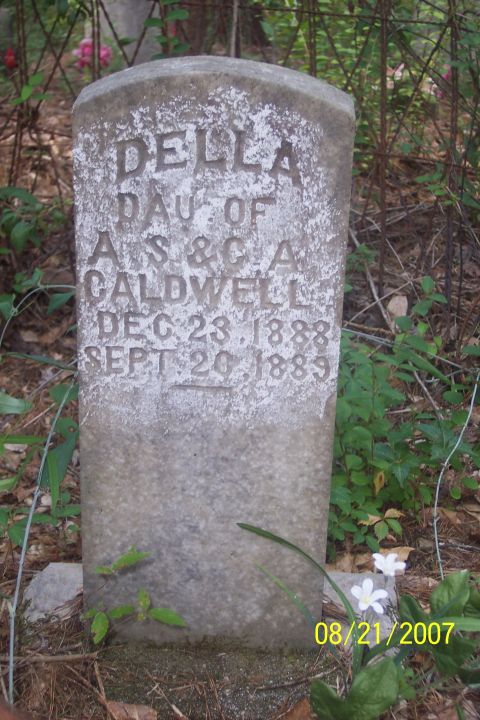 DELLA
DAU OF
A. S. & C. A.
CALDWELL
DEC. 23, 1888
SEPT. 20, 1889
08/21/2007